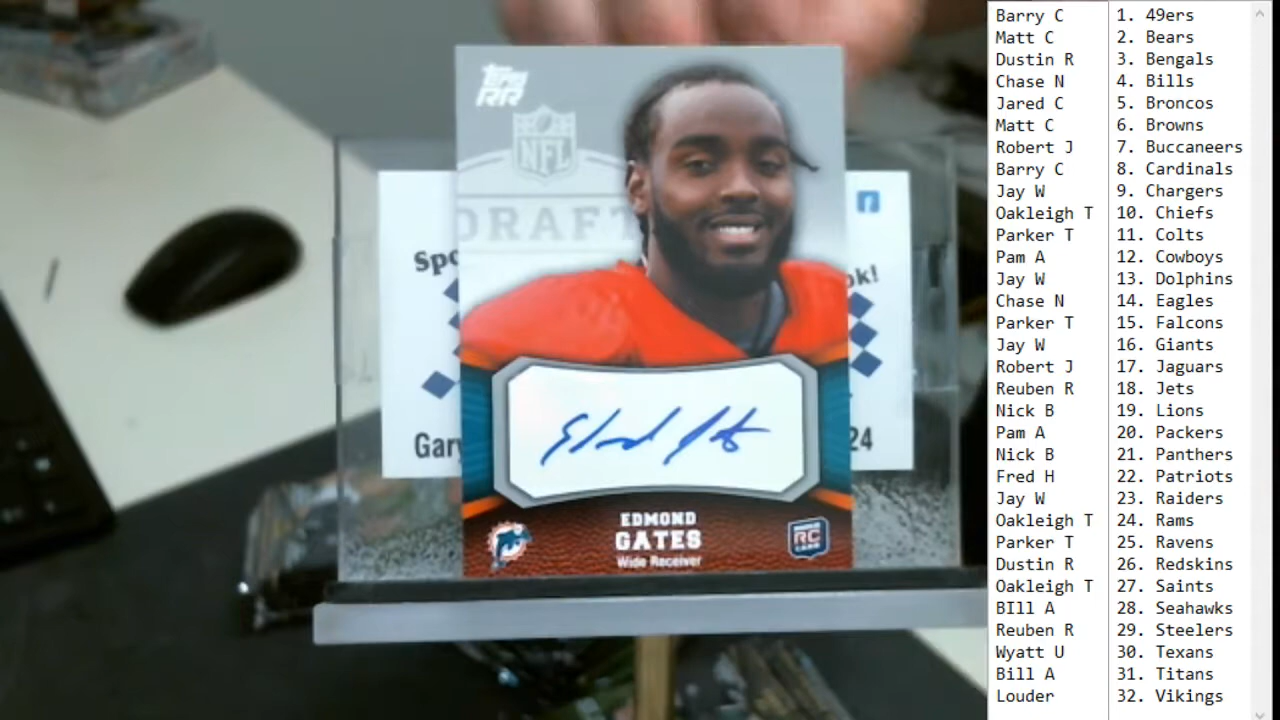 Topps
RR
NFL
DRAFT
Spo
ok!
Gary
24
EDMOND
GATES
Wide Receiver
RC
Barry C 1. 49ers
Matt C 2. Bears
Dustin R 3. Bengals
Chase N 4. Bills
Jared C 5. Broncos
Matt C 6. Browns
Robert J 7. Buccaneers
Barry C 8. Cardinals
Jay W 9. Chargers
Oakleigh T 10. Chiefs
Parker T 11. Colts
Pam A 12. Cowboys
Jay W 13. Dolphins
Chase N 14. Eagles
Parker T 15. Falcons
Jay W 16. Giants
Robert J 17. Jaguars
Reuben R 18. Jets
Nick B 19. Lions
Pam A 20. Packers
Nick B 21. Panthers
Fred H 22. Patriots
Jay W 23. Raiders
Oakleigh T 24. Rams
Parker T 25. Ravens
Dustin R 26. Redskins
Oakleigh T 27. Saints
BIll A 28. Seahawks
Reuben R 29. Steelers
Wyatt U 30. Texans
Bill A 31. Titans
Louder 32. Vikings